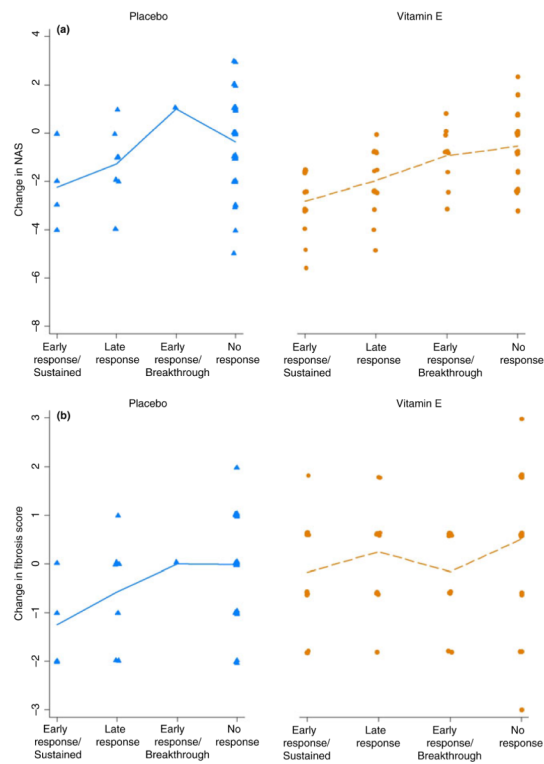 Placebo
Vitamin E
(a)
Change in NAS
4
2
0
-2
-4
-6
-8
Early response/ Sustained
Late response
Early response/ Breakthrough
No response
Early response/ Sustained
Late response
Early response/ Breakthrough
No response
Placebo
Vitamin E
(b)
Change in fibrosis score
3
2
1
0
-1
-2
-3
Early response/ Sustained
Late response
Early response/ Breakthrough
No response
Early response/ Sustained
Late response
Early response/ Breakthrough
No response